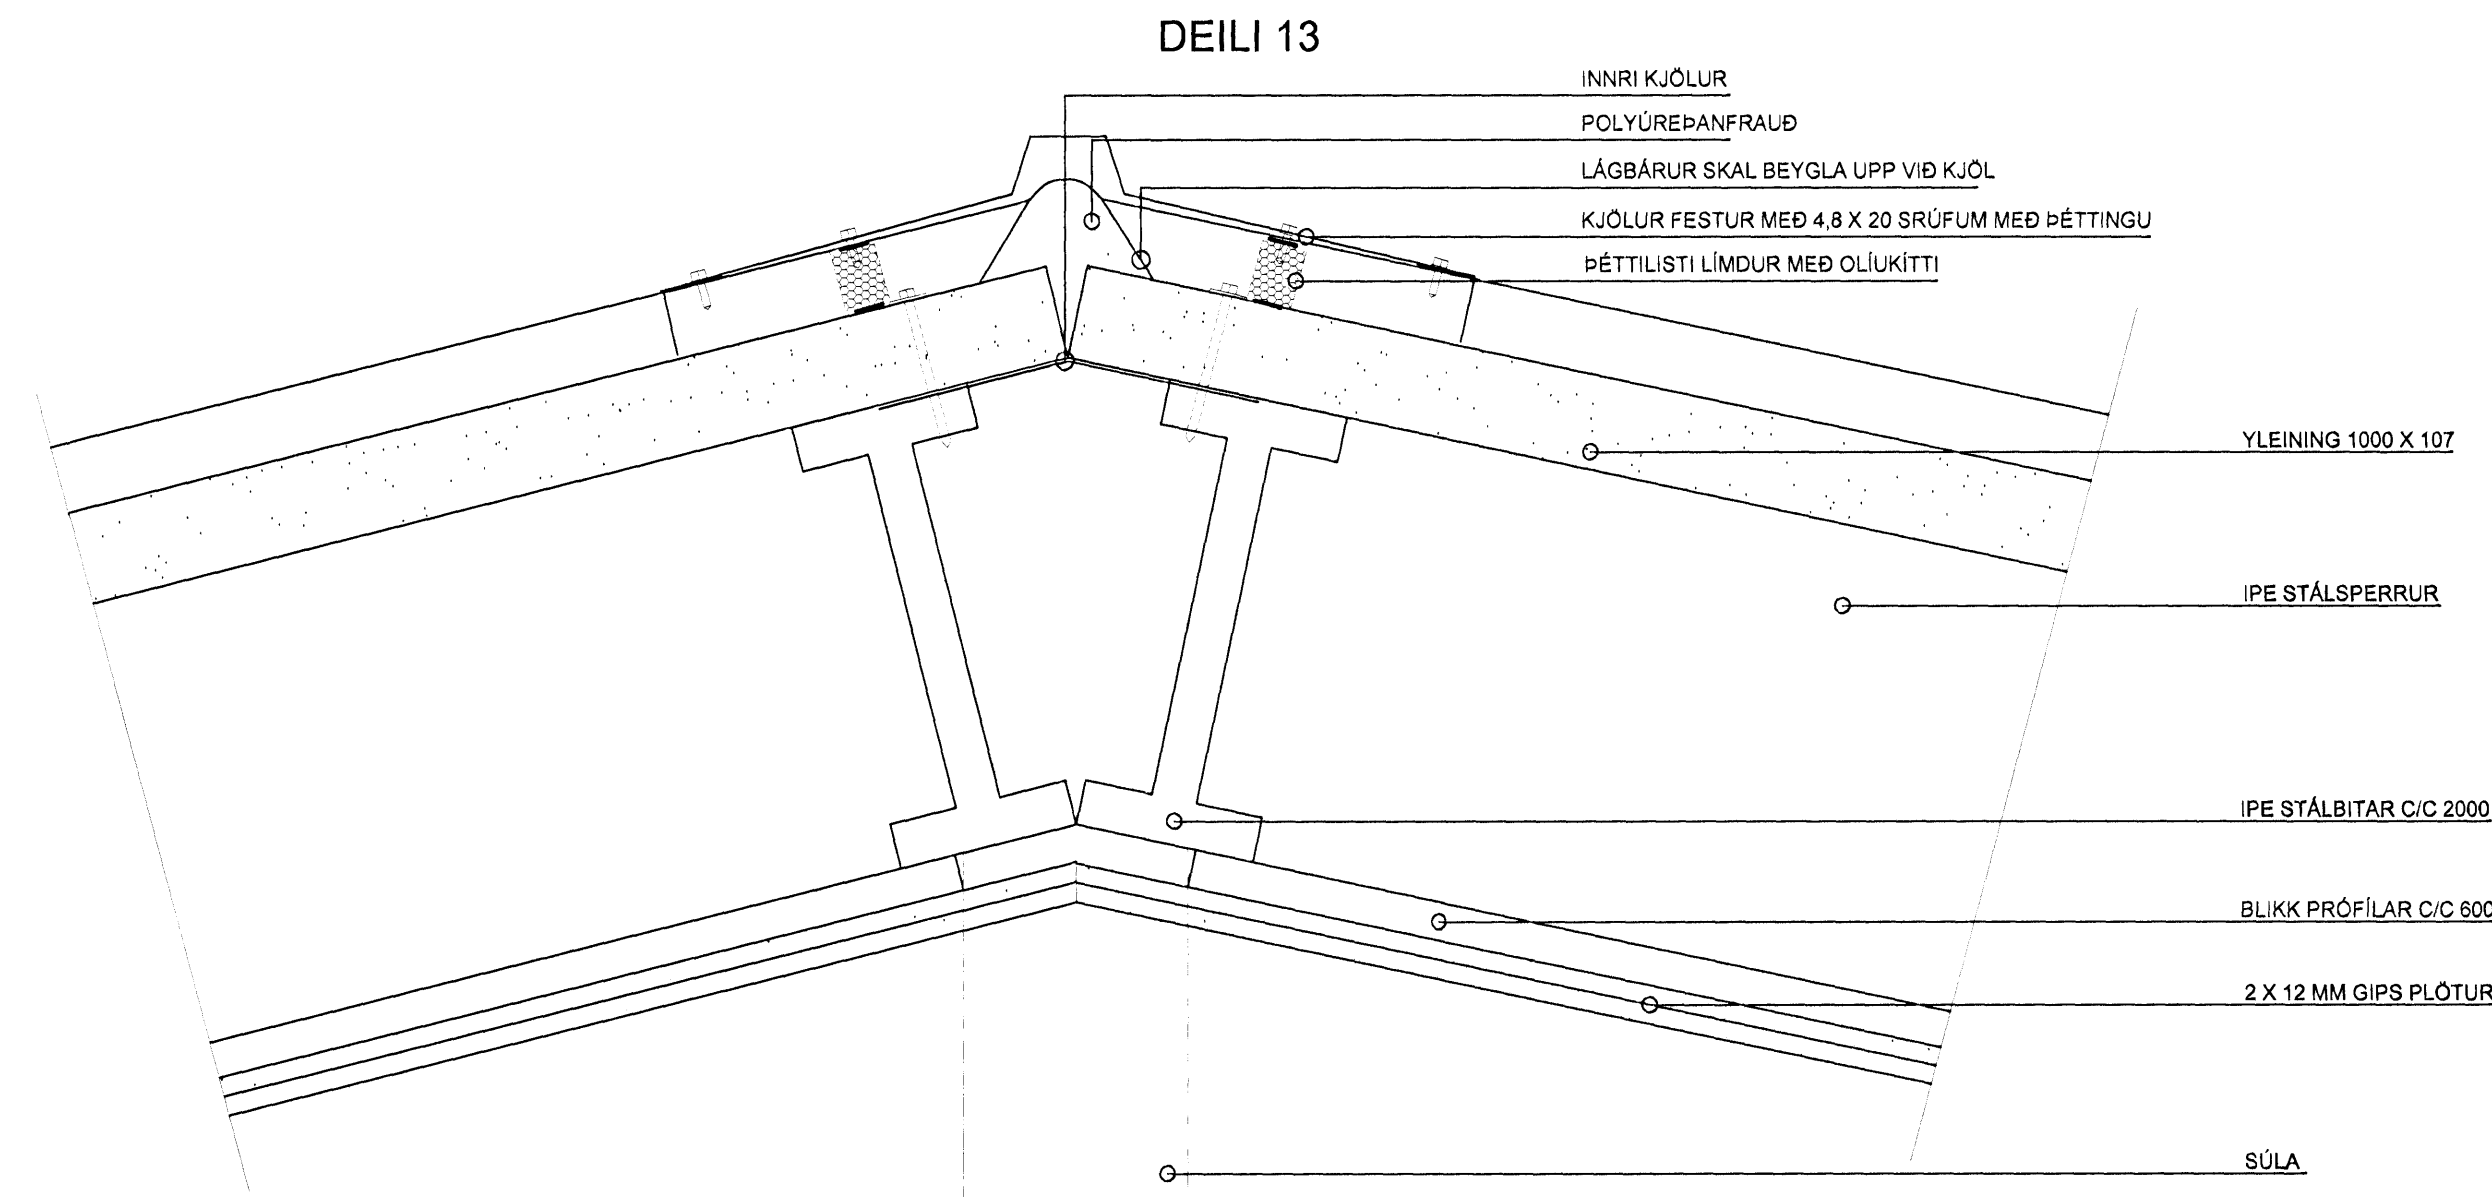 DEILI 13
INNRI KJÖLUR
POLYÚREÞANFRAUÐ
LÁGBÁRUR SKAL BEYGLA UPP VIÐ KJÖL
KJÖLUR FESTUR MEÐ 4,8 X 20 SRÚFUM MEÐ ÞÉTTINGU
ÞÉTTILISTI LÍMDUR MEÐ OLÍUKÍTTI
YLEINING 1000 X 107
IPE STÁLSPERRUR
IPE STÁLBITAR C/C 2000
BLIKK PRÓFÍLAR C/C 600
2 X 12 MM GIPS PLÖTUR
SÚLA